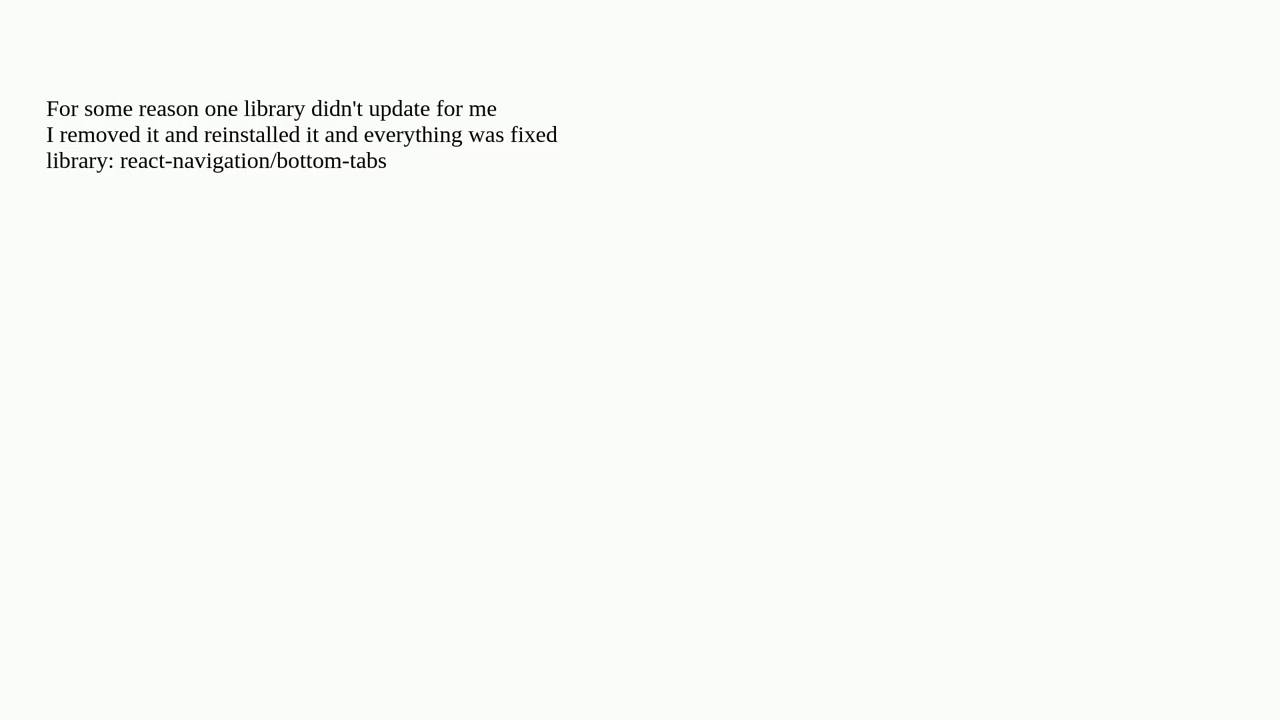 For some reason one library didn't update for me
I removed it and reinstalled it and everything was fixed
library: react-navigation/bottom-tabs